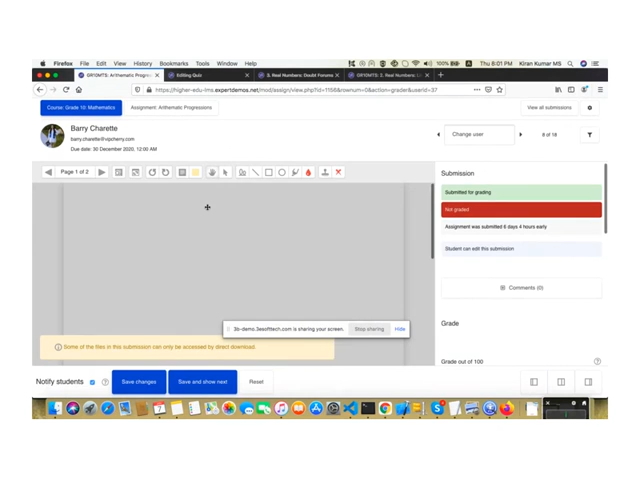 Firefox File Edit View History Bookmarks Tools Window Help 100% Thu 8:01 PM Kiran Kumar MS
GR10MTS: Arithmatic Progres Editing Quiz 3. Real Numbers: Doubt Forums GR10MTS: 3. Real Numbers:
https://higher-edu-lms.expertdemos.net/mod/assign/view.php?id=1156&rownum=0&action=grader&userid=37
Course: Grade 10: Mathematics Assignment: Arithmatic Progressions View all submissions
Barry Charette
barry.charette@vipcherry.com
Due date: 30 December 2020, 12:00 AM
Change user 8 of 18
Page 1 of 2
Submission
Submitted for grading
Not graded
Assignment was submitted 6 days 4 hours early
Student can edit this submission
Comments (0)
Grade
Grade out of 100
3c-demo.3esofttech.com is sharing your screen. Stop sharing Hide
Some of the files in this submission can only be accessed by direct download.
Notify students Save changes Save and show next Reset